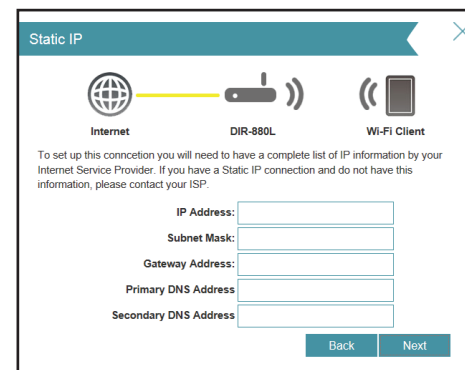 Static IP
Internet DIR-880L Wi-Fi Client
To set up this conncetion you will need to have a complete list of IP information by your
Internet Service Provider. If you have a Static IP connection and do not have this
information, please contact your ISP.
IP Address:
Subnet Mask:
Gateway Address:
Primary DNS Address
Secondary DNS Address
Back Next